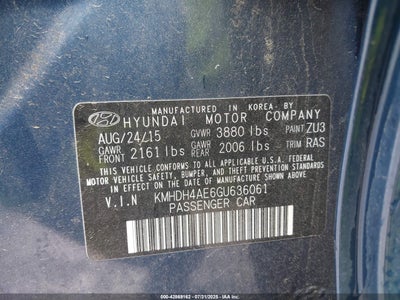 MANUFACTURED IN KOREA BY
HYUNDAI MOTOR COMPANY
AUG/24/15 GVWR 3880 lbs PAINT ZU3
GAWR FRONT 2161 lbs GAWR REAR 2006 lbs TRIM RAS
THIS VEHICLE CONFORMS TO ALL APPLICABLE U.S.A. FEDERAL
MOTOR VEHICLE SAFETY, BUMPER, AND THEFT PREVENTION
STANDARDS IN EFFECT ON THE DATE OF MANUFACTURE SHOWN ABOVE.
V.I.N KMHDH4AE6GU636061
PASSENGER CAR
000-42868162 - 07/31/2025 - IAAI